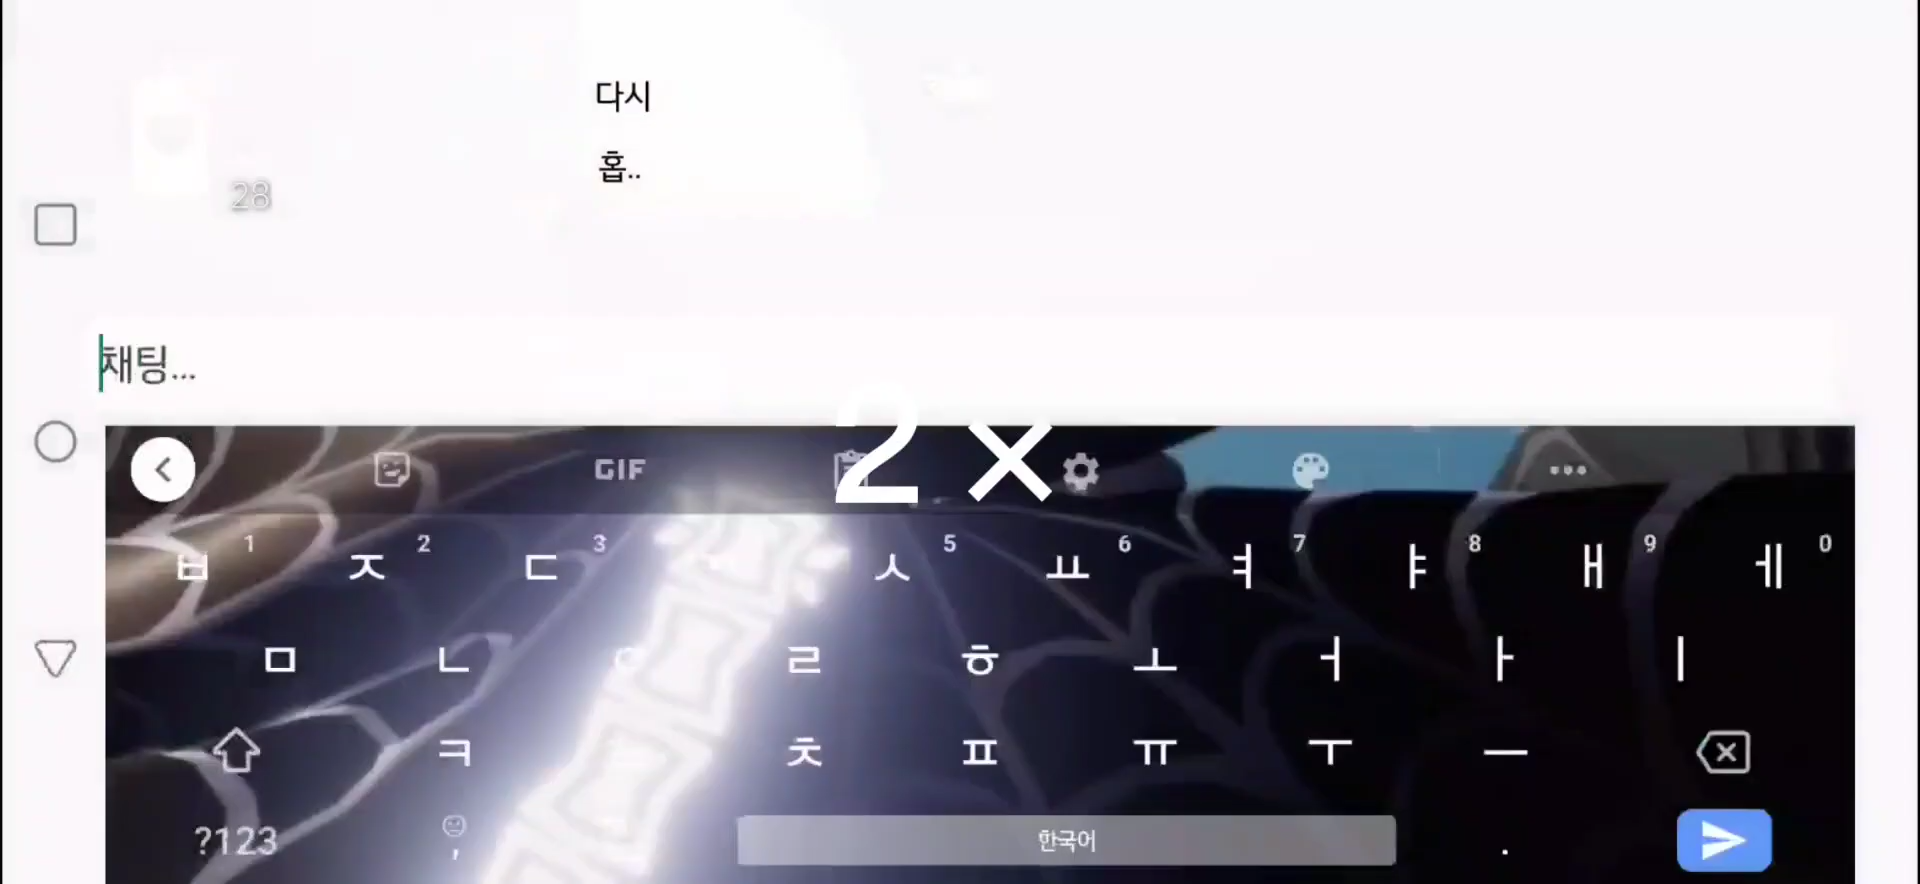 다시
홉..
28
채팅...
2×
GIF
1 2 3 5 6 7 8 9 0
ㅂ ㅈ ㄷ ㅅ ㅛ ㅕ ㅑ ㅐ ㅔ
ㅁ ㄴ ㅇ ㄹ ㅎ ㅗ ㅓ ㅏ ㅣ
ㅋ ㅊ ㅍ ㅠ ㅜ ㅡ
?123 , 한국어 .